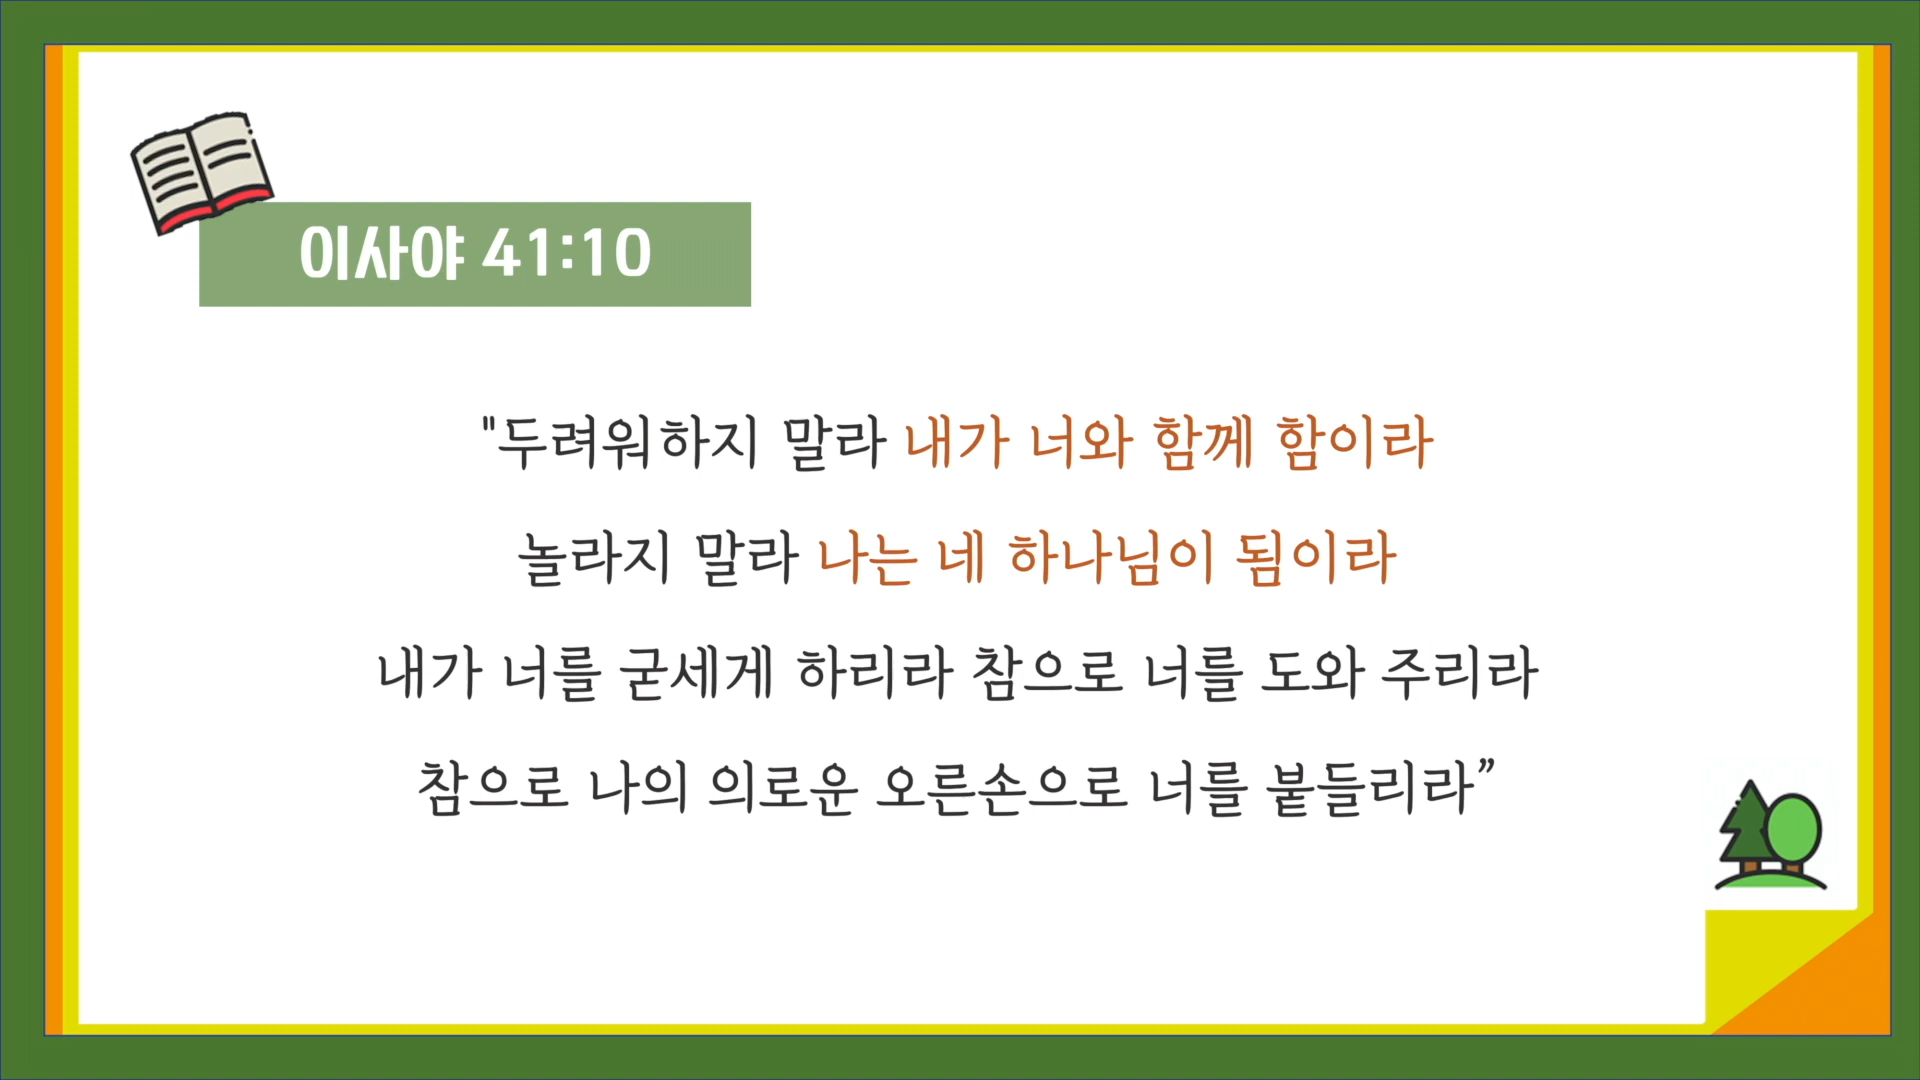 이사야 41:10
"두려워하지 말라 내가 너와 함께 함이라
놀라지 말라 나는 네 하나님이 됨이라
내가 너를 굳세게 하리라 참으로 너를 도와 주리라
참으로 나의 의로운 오른손으로 너를 붙들리라”